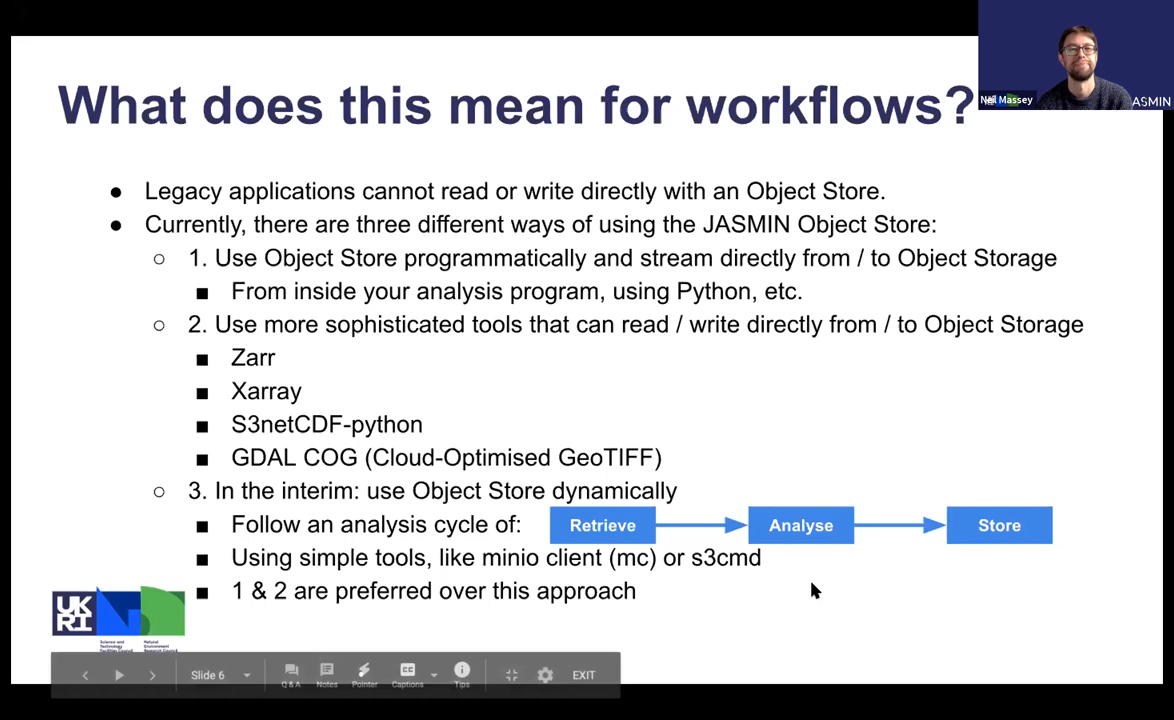 What does this mean for workflows?
Neil Massey
ASMIN
● Legacy applications cannot read or write directly with an Object Store.
● Currently, there are three different ways of using the JASMIN Object Store:
○ 1. Use Object Store programmatically and stream directly from / to Object Storage
■ From inside your analysis program, using Python, etc.
○ 2. Use more sophisticated tools that can read / write directly from / to Object Storage
■ Zarr
■ Xarray
■ S3netCDF-python
■ GDAL COG (Cloud-Optimised GeoTIFF)
○ 3. In the interim: use Object Store dynamically
■ Follow an analysis cycle of: Retrieve Analyse Store
■ Using simple tools, like minio client (mc) or s3cmd
■ 1 & 2 are preferred over this approach
UK
RI
Science and
Technology
Facilities Council
Natural
Environment
Research Council
Slide 6
Q & A
Notes
Pointer
CC
Captions
Tips
EXIT